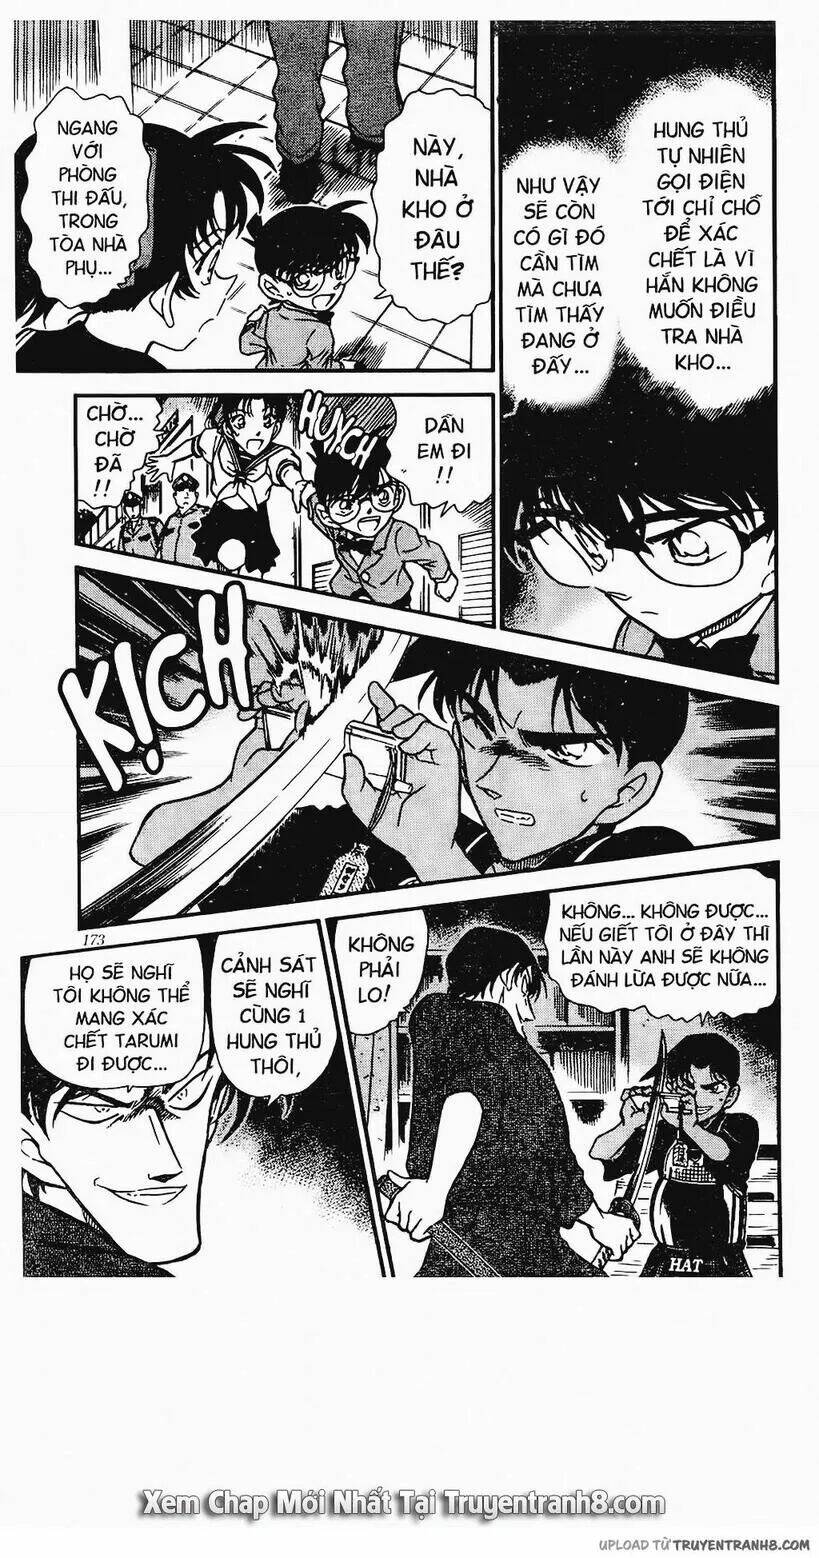 HUNG THỦ
TỰ NHIÊN
GỌI ĐIỆN
TỚI CHỈ CHỖ
ĐỂ XÁC
CHẾT LÀ VÌ
HẮN KHÔNG
MUỐN ĐIỀU
TRA NHÀ
KHO...
NHƯ VẬY
SẼ CÒN
CÓ GÌ ĐÓ
CẦN TÌM
MÀ CHƯA
TÌM THẤY
ĐANG Ở
ĐẤY...
NÀY,
NHÀ
KHO Ở
ĐÂU
THẾ?
NGANG
VỚI
PHÒNG
THI ĐẤU,
TRONG
TÒA NHÀ
PHỤ...
DẪN
EM ĐI
!!
HUỴCH
CHỜ...
CHỜ
ĐÃ
!!
KỊCH
173
KHÔNG... KHÔNG ĐƯỢC...
NẾU GIẾT TÔI Ở ĐÂY THÌ
LẦN NÀY ANH SẼ KHÔNG
ĐÁNH LỪA ĐƯỢC NỮA...
HAT
KHÔNG
PHẢI
LO!
CẢNH SÁT
SẼ NGHĨ
CÙNG 1
HUNG THỦ
THÔI,
HỌ SẼ NGHĨ
TÔI KHÔNG THỂ
MANG XÁC
CHẾT TARUMI
ĐI ĐƯỢC...
Xem Chap Mới Nhất Tại Truyentranh8.com
UPLOAD TỪ TRUYENTRANH8.COM